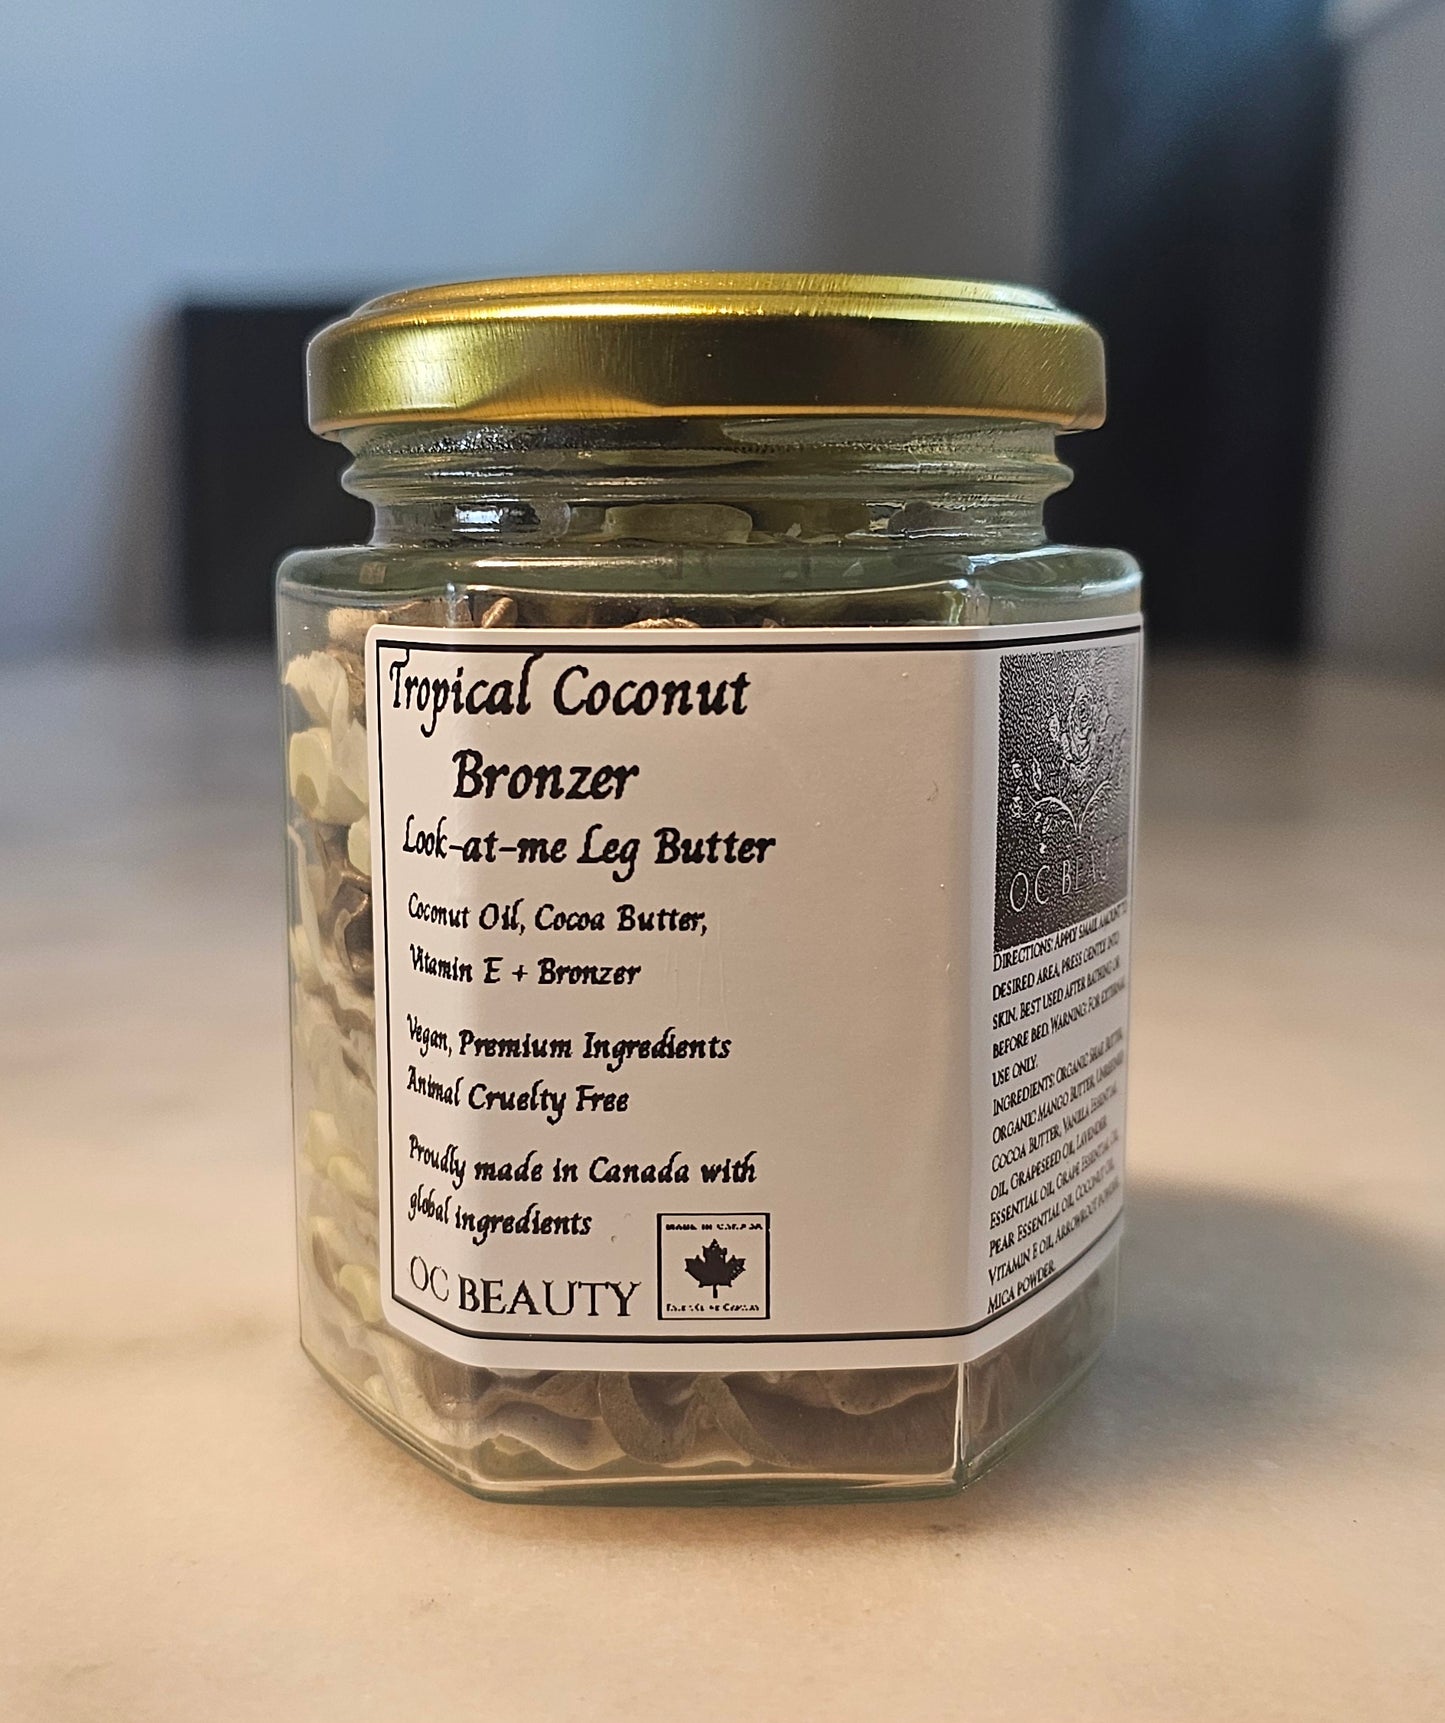 Tropical Coconut
Bronzer
Look-at-me Leg Butter
Coconut Oil, Cocoa Butter,
Vitamin E + Bronzer
Vegan, Premium Ingredients
Animal Cruelty Free
Proudly made in Canada with
global ingredients
OC BEAUTY
MADE IN CANADA
OC BEAUT
DIRECTIONS: APPLY SMALL AMOUNT TO
DESIRED AREA, PRESS GENTLY INTO
SKIN. BEST USED AFTER BATHING OR
BEFORE BED. WARNING: FOR EXTERNAL
USE ONLY.
INGREDIENTS: ORGANIC SHEA BUTTER,
ORGANIC MANGO BUTTER, UNREFINED
COCOA BUTTER, VANILLA ESSENTIAL
OIL, GRAPESEED OIL, LAVENDER
ESSENTIAL OIL, GRAPE ESSENTIAL OIL,
PEAR ESSENTIAL OIL, COCONUT OIL,
VITAMIN E OIL, ARROWROOT POWDER,
MICA POWDER.